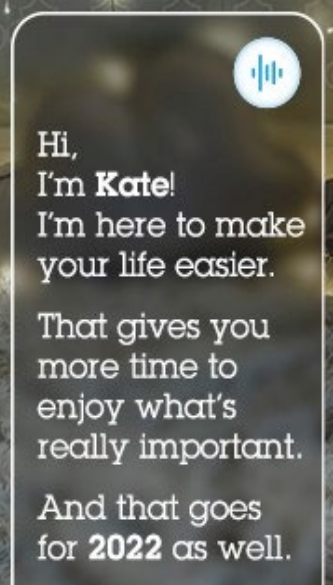 Hi,
I'm Kate!
I'm here to make
your life easier.
That gives you
more time to
enjoy what's
really important.
And that goes
for 2022 as well.